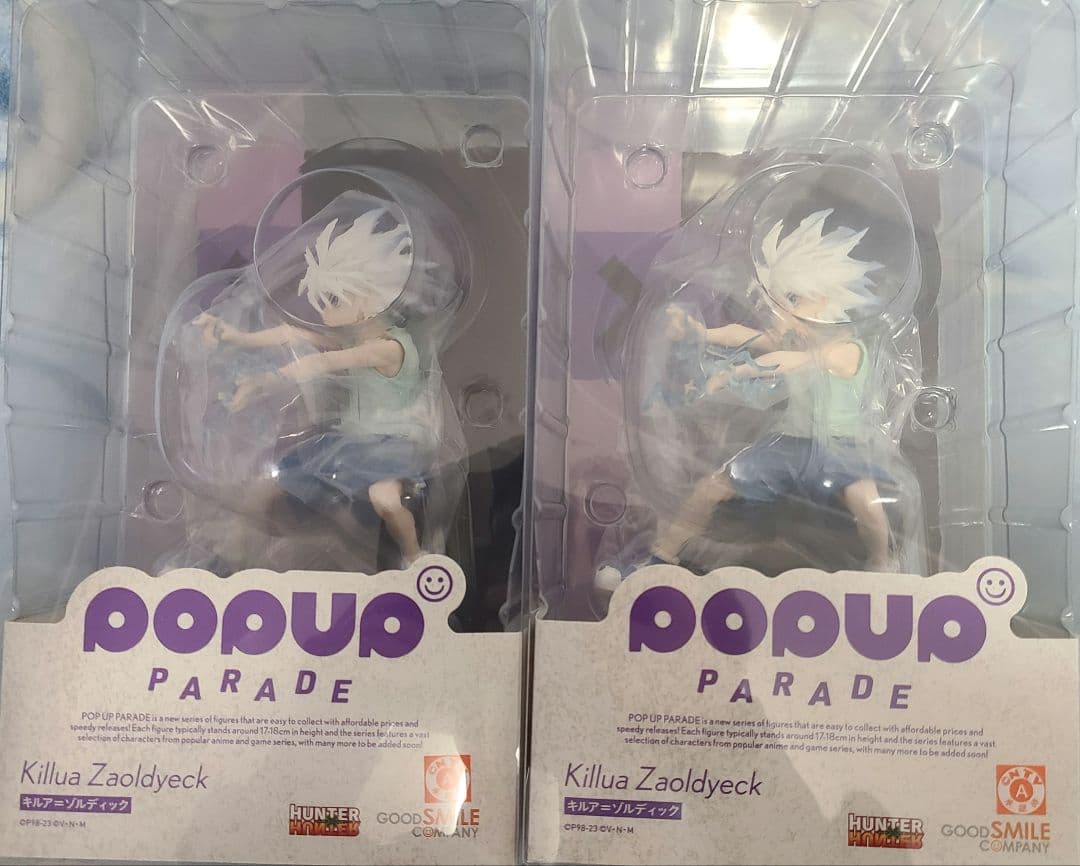 POPUP
PARADE
POP UP PARADE is a new series of figures that are easy to collect with affordable prices and
speedy releases! Each figure typically stands around 17-18cm in height and the series features a vast
selection of characters from popular anime and game series, with many more to be added soon!
Killua Zaoldyeck
キルア=ゾルディック
©P98-23 ©V・N・M
HUNTER
HUNTER
GOOD SMILE
COMPANY
POPUP
PARADE
POP UP PARADE is a new series of figures that are easy to collect with affordable prices and
speedy releases! Each figure typically stands around 17-18cm in height and the series features a vast
selection of characters from popular anime and game series, with many more to be added soon!
Killua Zaoldyeck
キルア=ゾルディック
©P98-23 ©V・N・M
CNTV
A
HUNTER
HUNTER
GOOD SMILE
COMPANY